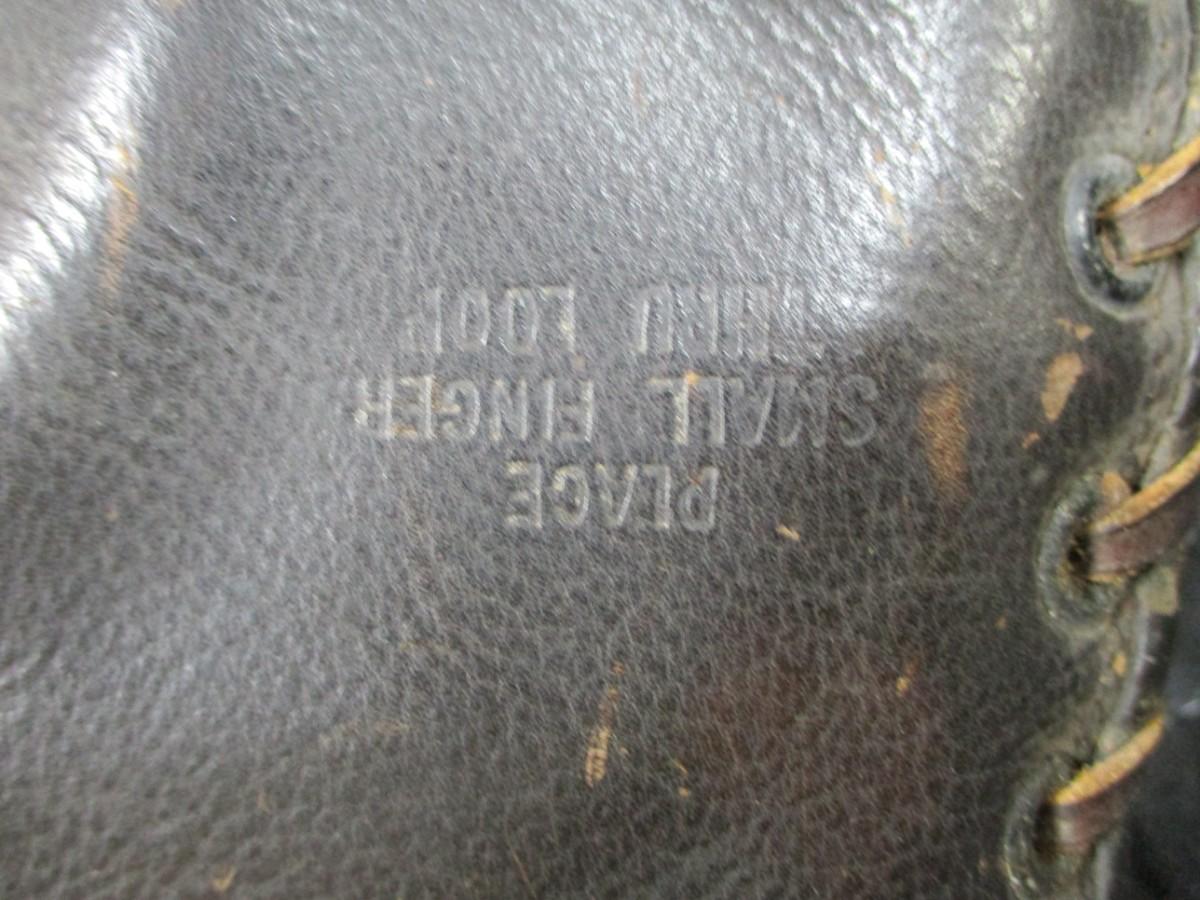 PLACE
SMALL FINGER
THRU LOOP